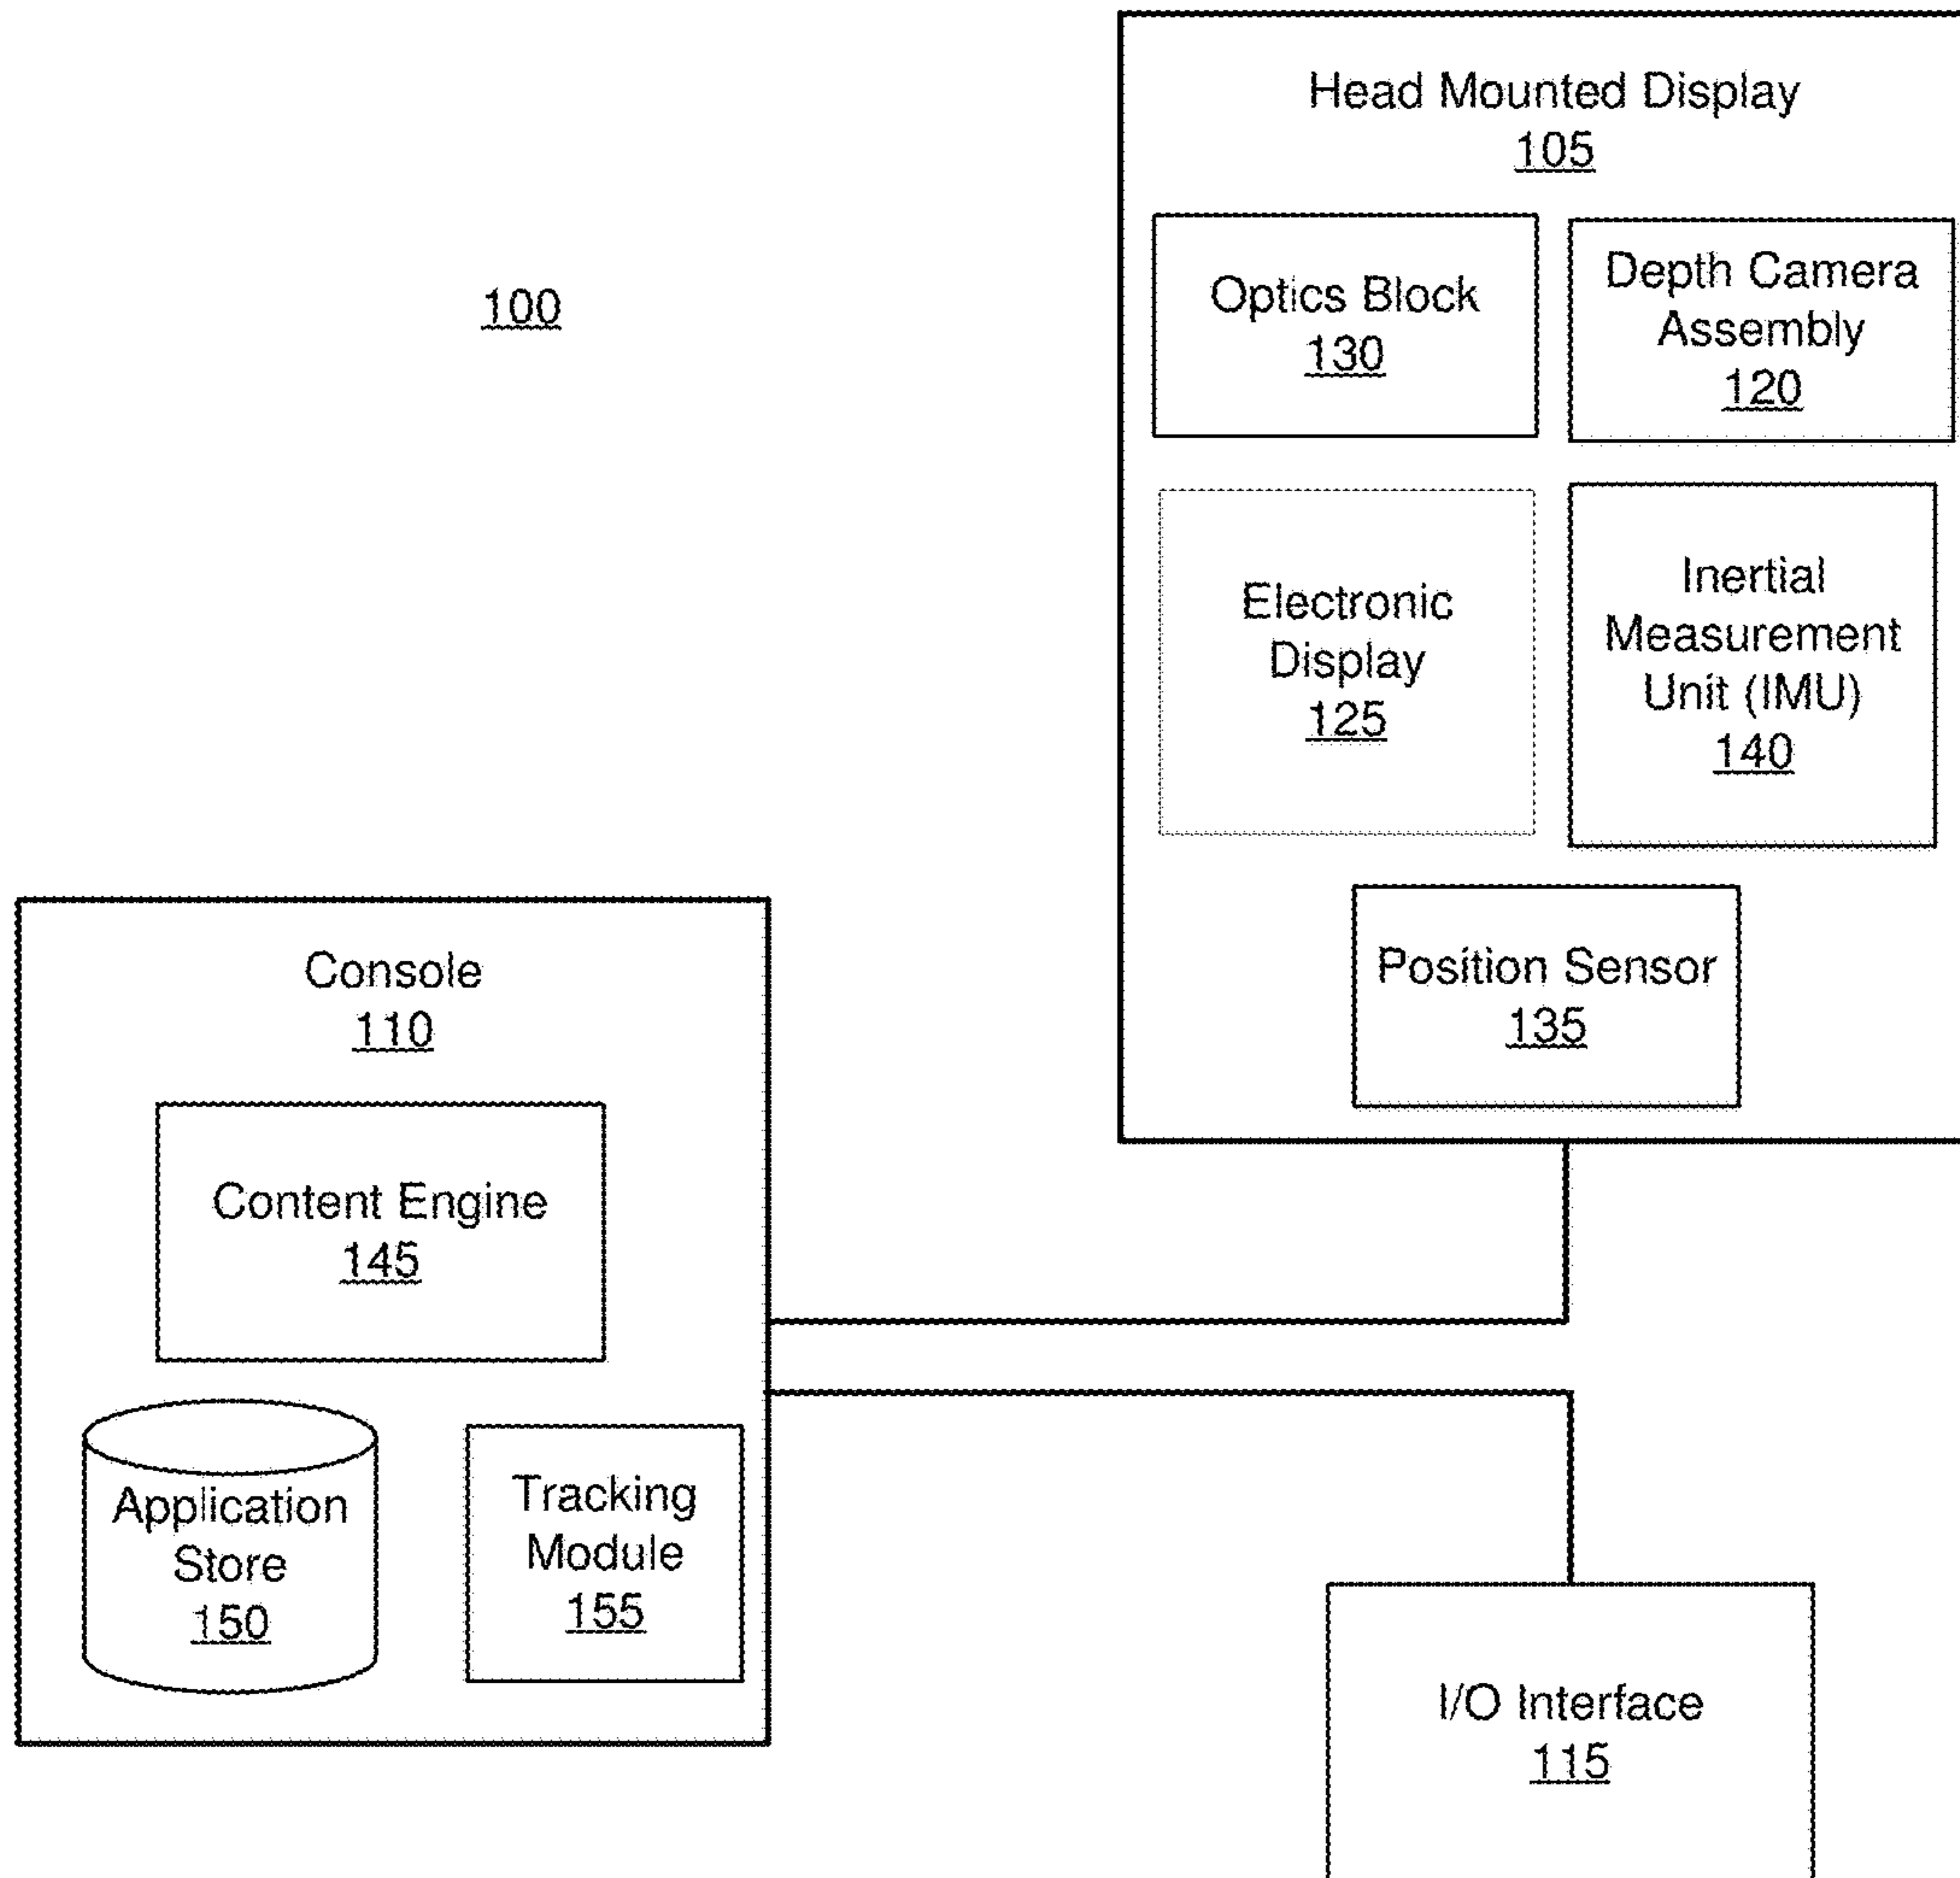 100
Head Mounted Display
105
Optics Block
130
Depth Camera
Assembly
120
Electronic
Display
125
Inertial
Measurement
Unit (IMU)
140
Position Sensor
135
Console
110
Content Engine
145
Application
Store
150
Tracking
Module
155
I/O Interface
115